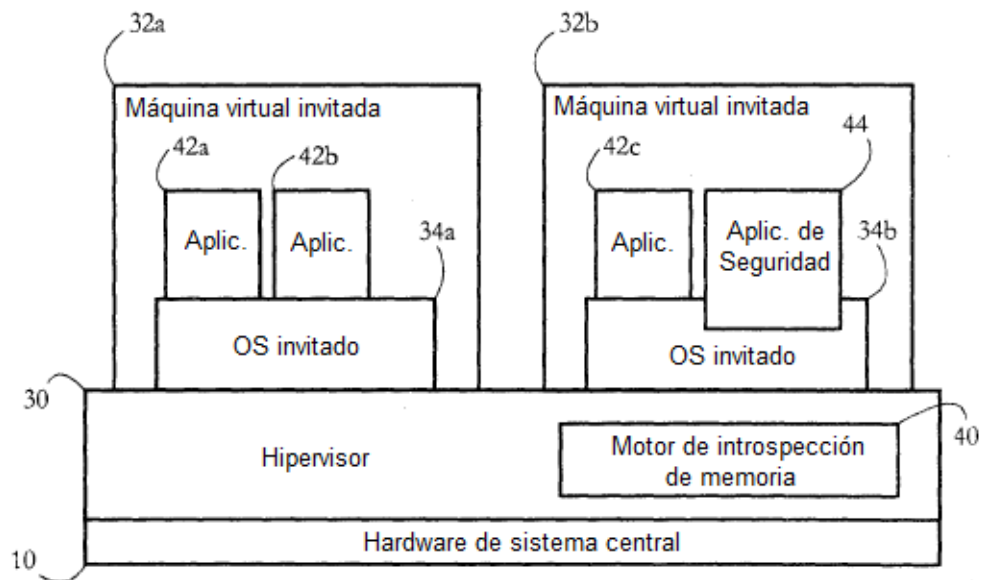 32a
32b
Máquina virtual invitada
Máquina virtual invitada
42a
42b
42c
44
Aplic.
Aplic.
34a
Aplic.
Aplic. de
Seguridad
34b
OS invitado
OS invitado
30
Hipervisor
Motor de introspección
de memoria
40
Hardware de sistema central
10